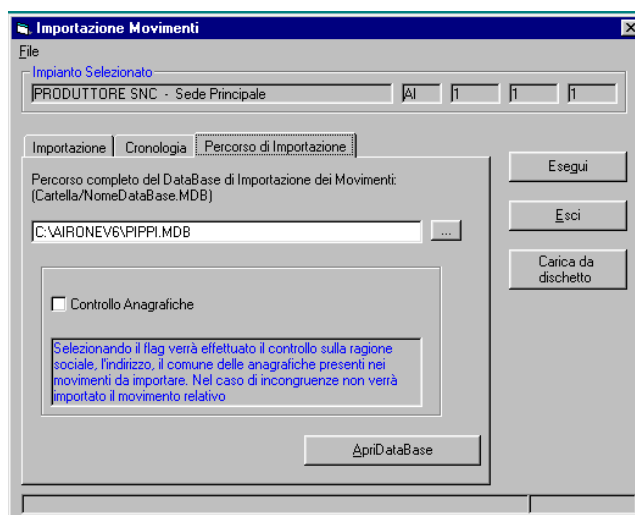 Importazione Movimenti
File
Impianto Selezionato
PRODUTTORE SNC - Sede Principale AI 1 1 1
Importazione Cronologia Percorso di Importazione
Percorso completo del DataBase di Importazione dei Movimenti:
(Cartella/NomeDataBase.MDB)
C:\AIRONEV6\PIPPI.MDB ...
Controllo Anagrafiche
Selezionando il flag verrà effettuato il controllo sulla ragione
sociale, l'indirizzo, il comune delle anagrafiche presenti nei
movimenti da importare. Nel caso di incongruenze non verrà
importato il movimento relativo
ApriDataBase
Esegui
Esci
Carica da
dischetto